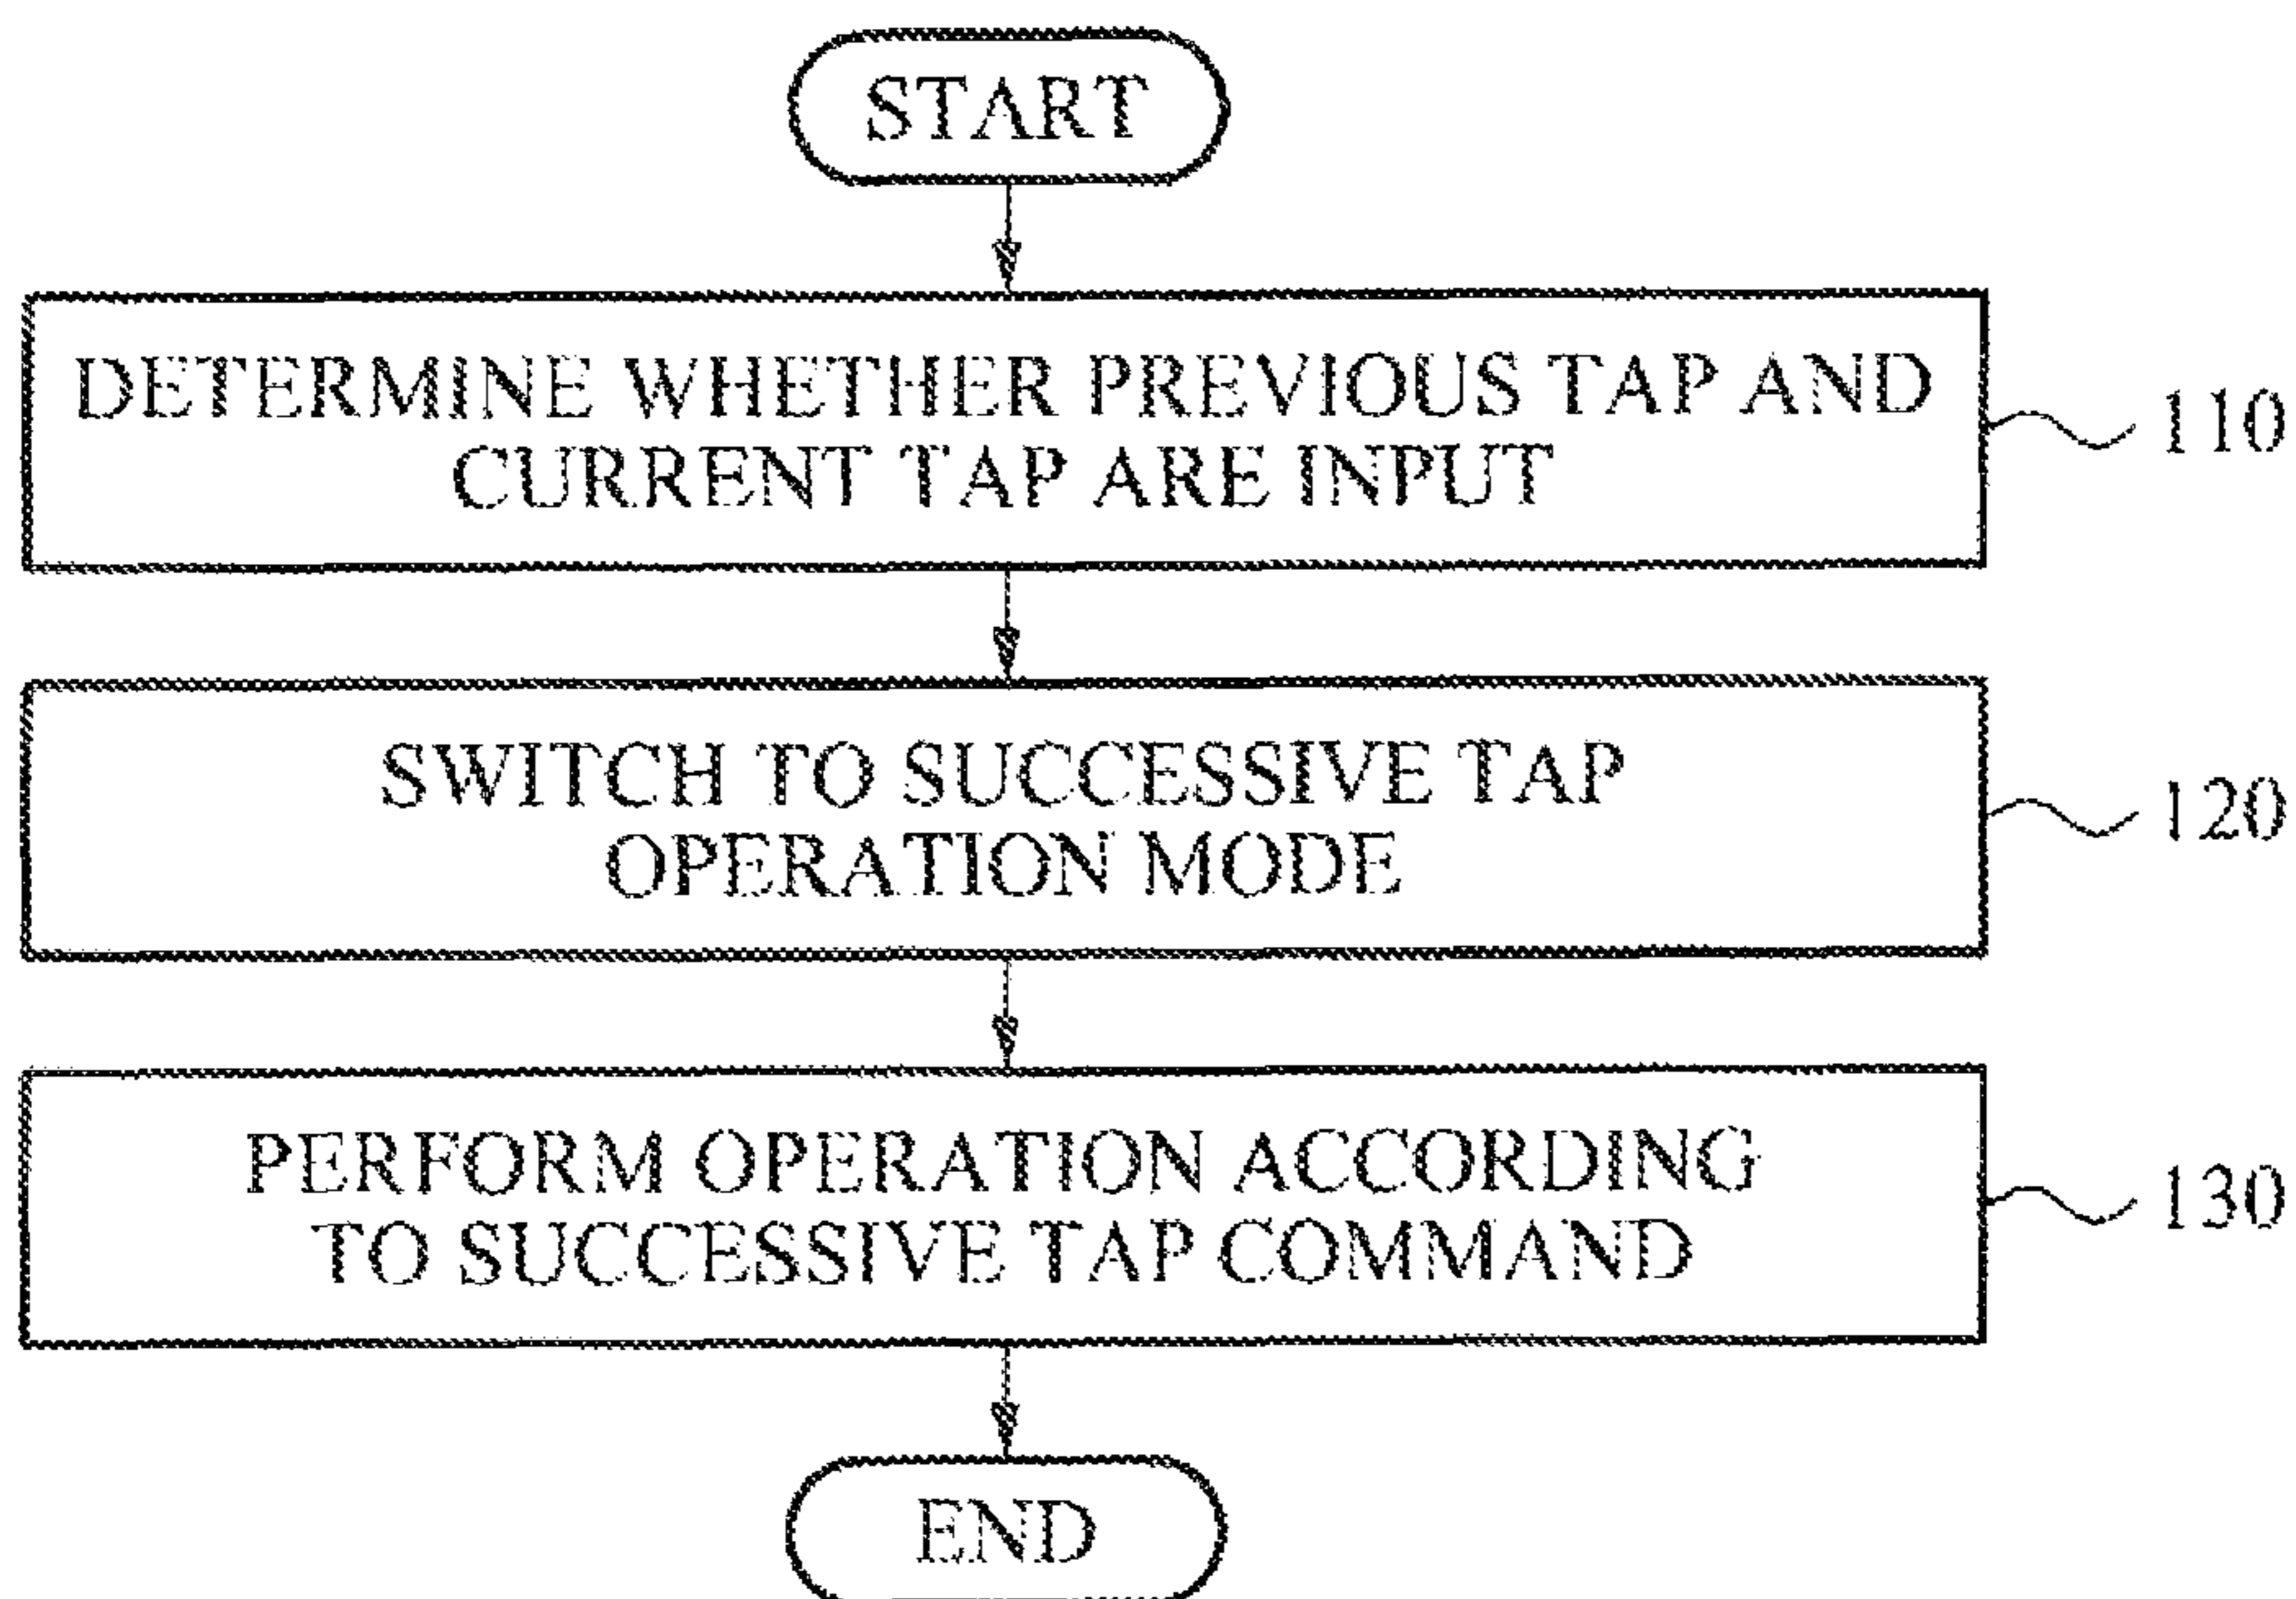 START
DETERMINE WHETHER PREVIOUS TAP AND
CURRENT TAP ARE INPUT
110
SWITCH TO SUCCESSIVE TAP
OPERATION MODE
120
PERFORM OPERATION ACCORDING
TO SUCCESSIVE TAP COMMAND
130
END